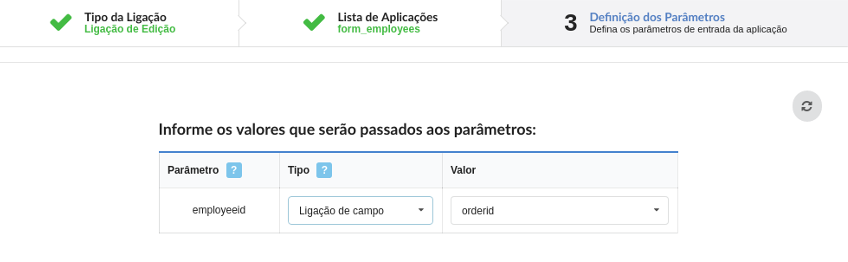 Tipo da Ligação
Ligação de Edição
Lista de Aplicações
form_employees
3
Definição dos Parâmetros
Defina os parâmetros de entrada da aplicação
Informe os valores que serão passados aos parâmetros:
Parâmetro ? Tipo ? Valor
employeeid Ligação de campo orderid